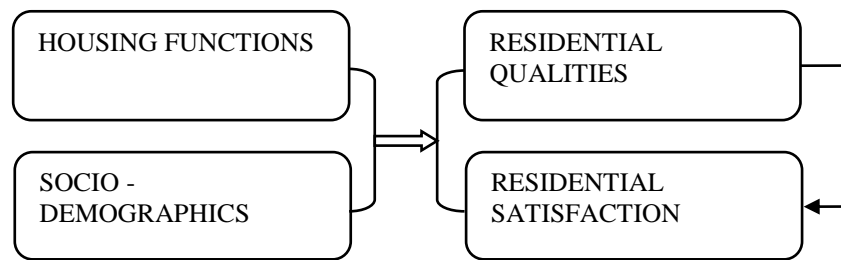 HOUSING FUNCTIONS
SOCIO -
DEMOGRAPHICS
RESIDENTIAL
QUALITIES
RESIDENTIAL
SATISFACTION